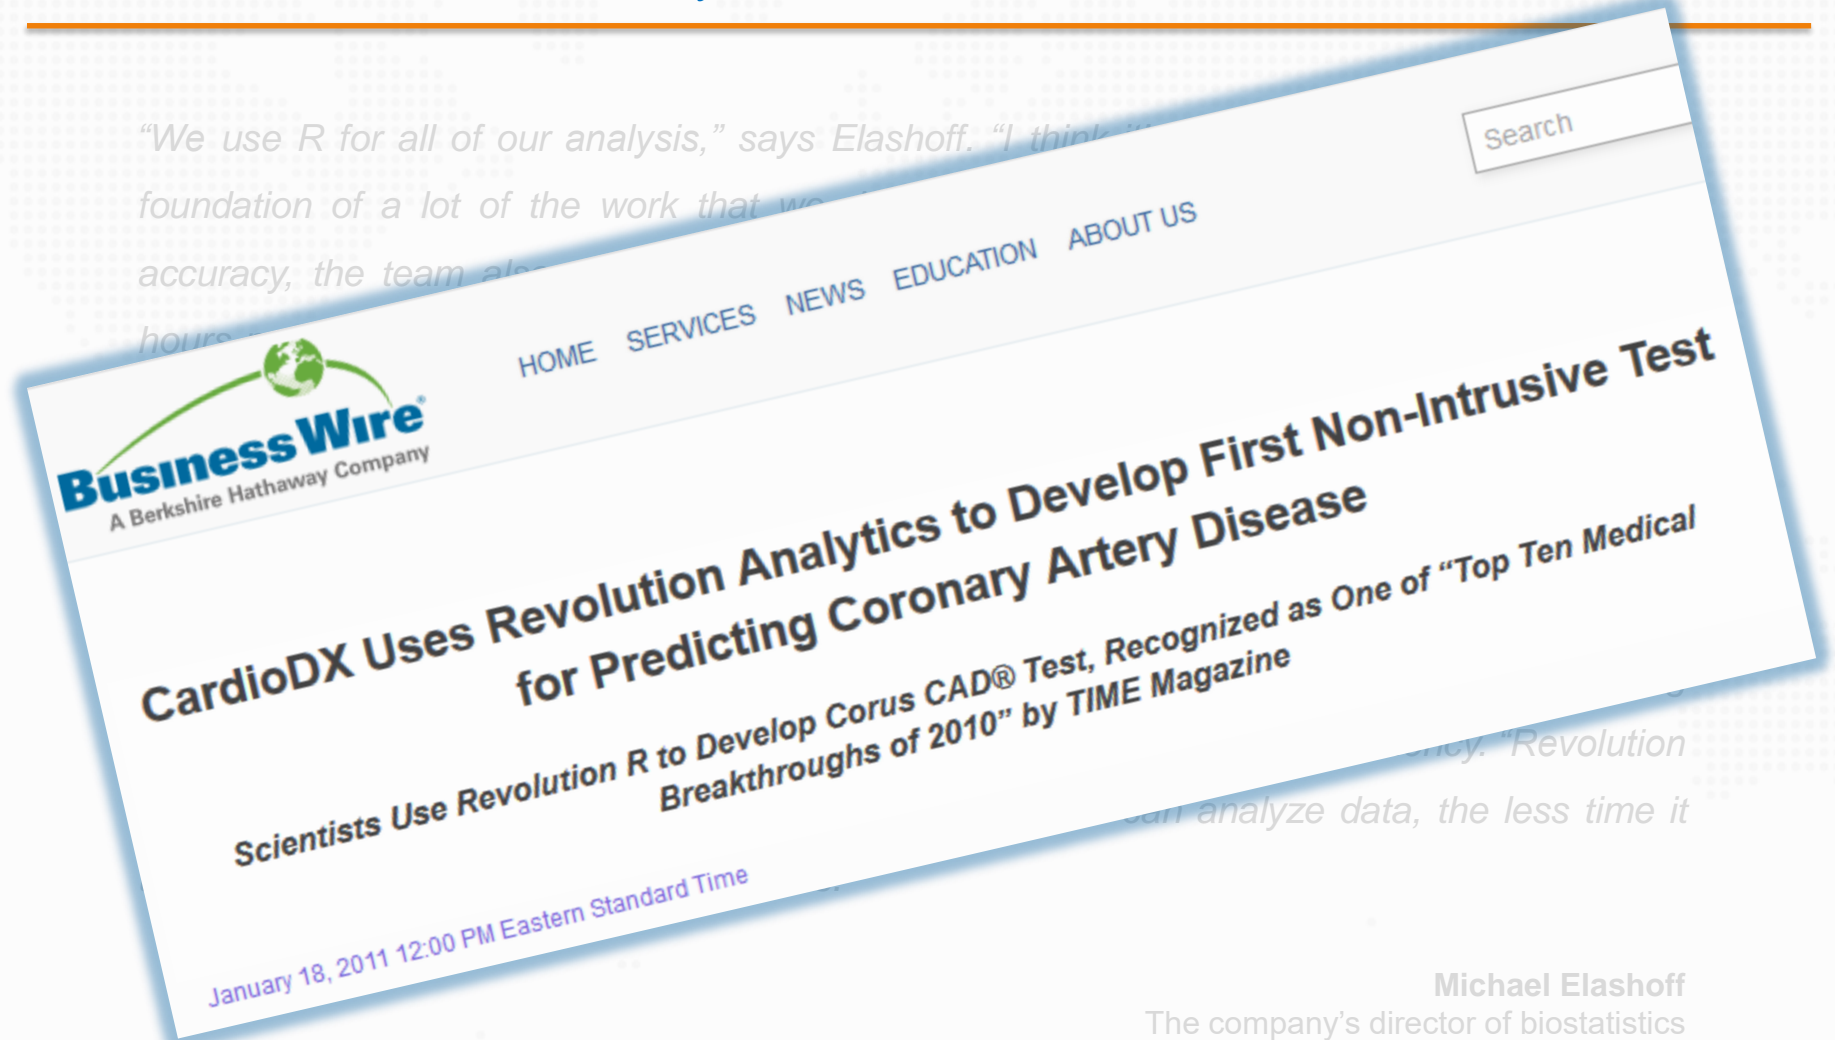 “We use R for all of our analysis,” says Elashoff. “I think
foundation of a lot of the work that we
accuracy, the team also
hours
Search
HOME SERVICES NEWS EDUCATION ABOUT US
Business Wire®
A Berkshire Hathaway Company
CardioDX Uses Revolution Analytics to Develop First Non-Intrusive Test
for Predicting Coronary Artery Disease
Scientists Use Revolution R to Develop Corus CAD® Test, Recognized as One of “Top Ten Medical
Breakthroughs of 2010” by TIME Magazine
January 18, 2011 12:00 PM Eastern Standard Time
“Revolution
analyze data, the less time it
Michael Elashoff
The company’s director of biostatistics